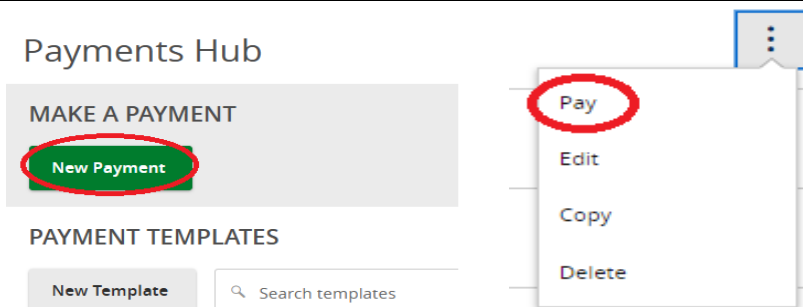 Payments Hub
MAKE A PAYMENT
New Payment
PAYMENT TEMPLATES
New Template
Search templates
Pay
Edit
Copy
Delete